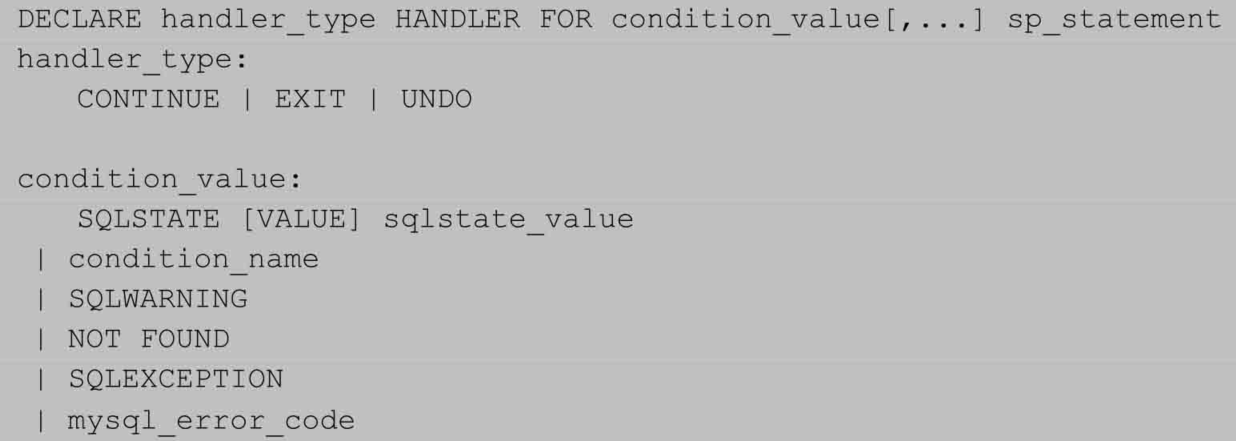 DECLARE handler_type HANDLER FOR condition_value[,...] sp_statement
handler_type:
CONTINUE | EXIT | UNDO
condition_value:
SQLSTATE [VALUE] sqlstate_value
| condition_name
| SQLWARNING
| NOT FOUND
| SQLEXCEPTION
| mysql_error_code